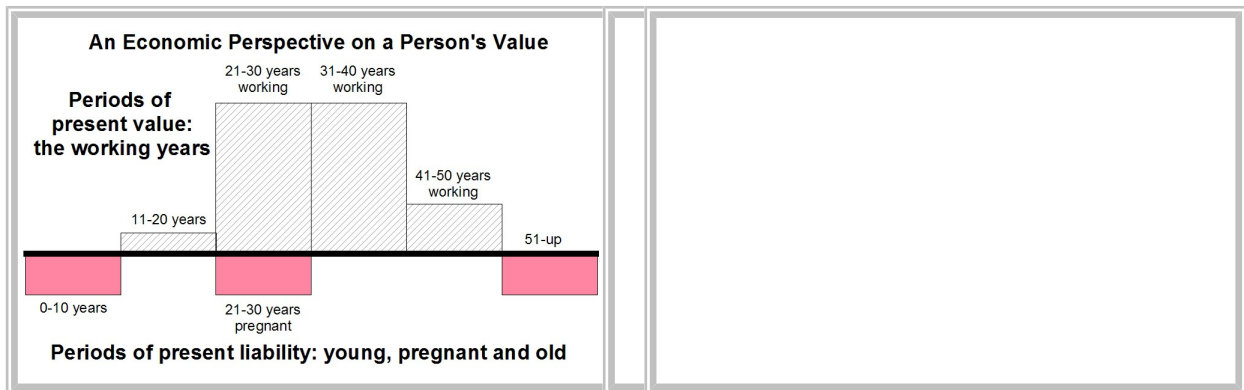 An Economic Perspective on a Person's Value
21-30 years
working
31-40 years
working
Periods of
present value:
the working years
41-50 years
working
11-20 years
51-up
0-10 years
21-30 years
pregnant
Periods of present liability: young, pregnant and old